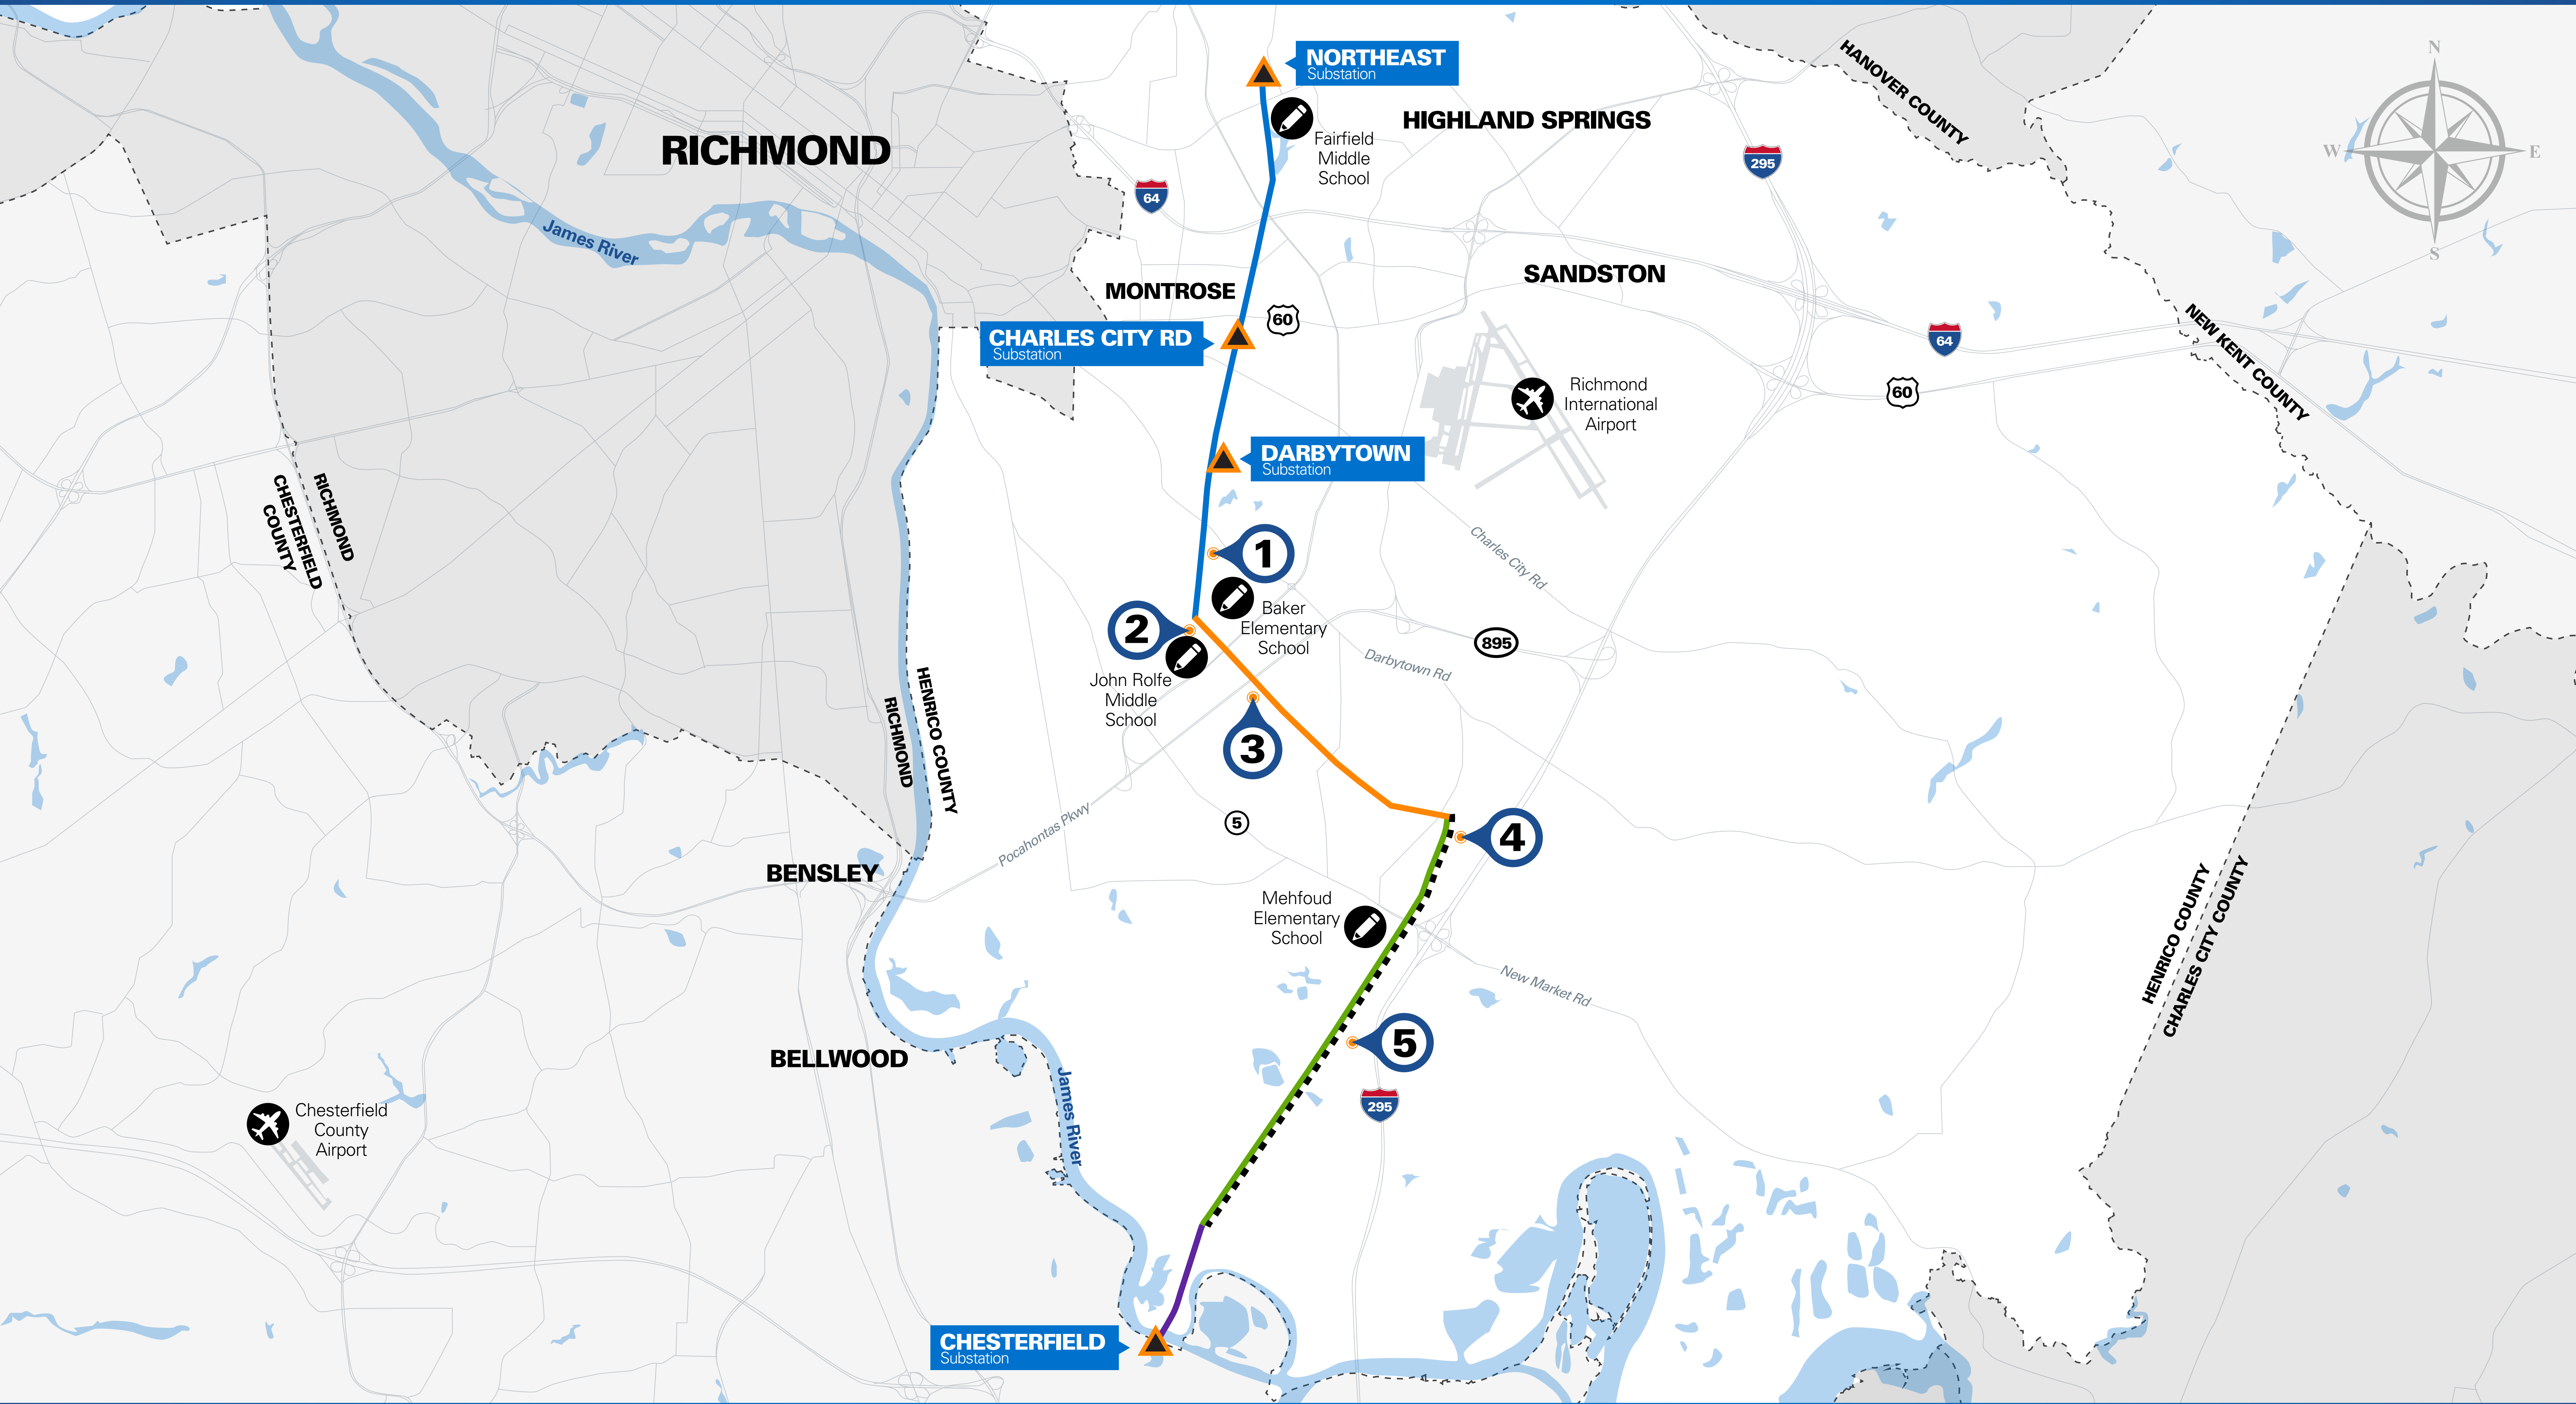 NORTHEAST
Substation
HANOVER COUNTY
N
W
E
S
HIGHLAND SPRINGS
RICHMOND
Fairfield
Middle
School
295
64
James River
SANDSTON
MONTROSE
60
NEW KENT COUNTY
CHARLES CITY RD
Substation
64
60
Richmond
International
Airport
DARBYTOWN
Substation
RICHMOND
CHESTERFIELD
COUNTY
Charles City Rd
1
Baker
Elementary
School
2
John Rolfe
Middle
School
895
Darbytown Rd
HENRICO COUNTY
RICHMOND
3
5
Pocahontas Pkwy
4
BENSLEY
Mehfoud
Elementary
School
New Market Rd
HENRICO COUNTY
CHARLES CITY COUNTY
5
BELLWOOD
James River
295
Chesterfield
County
Airport
CHESTERFIELD
Substation